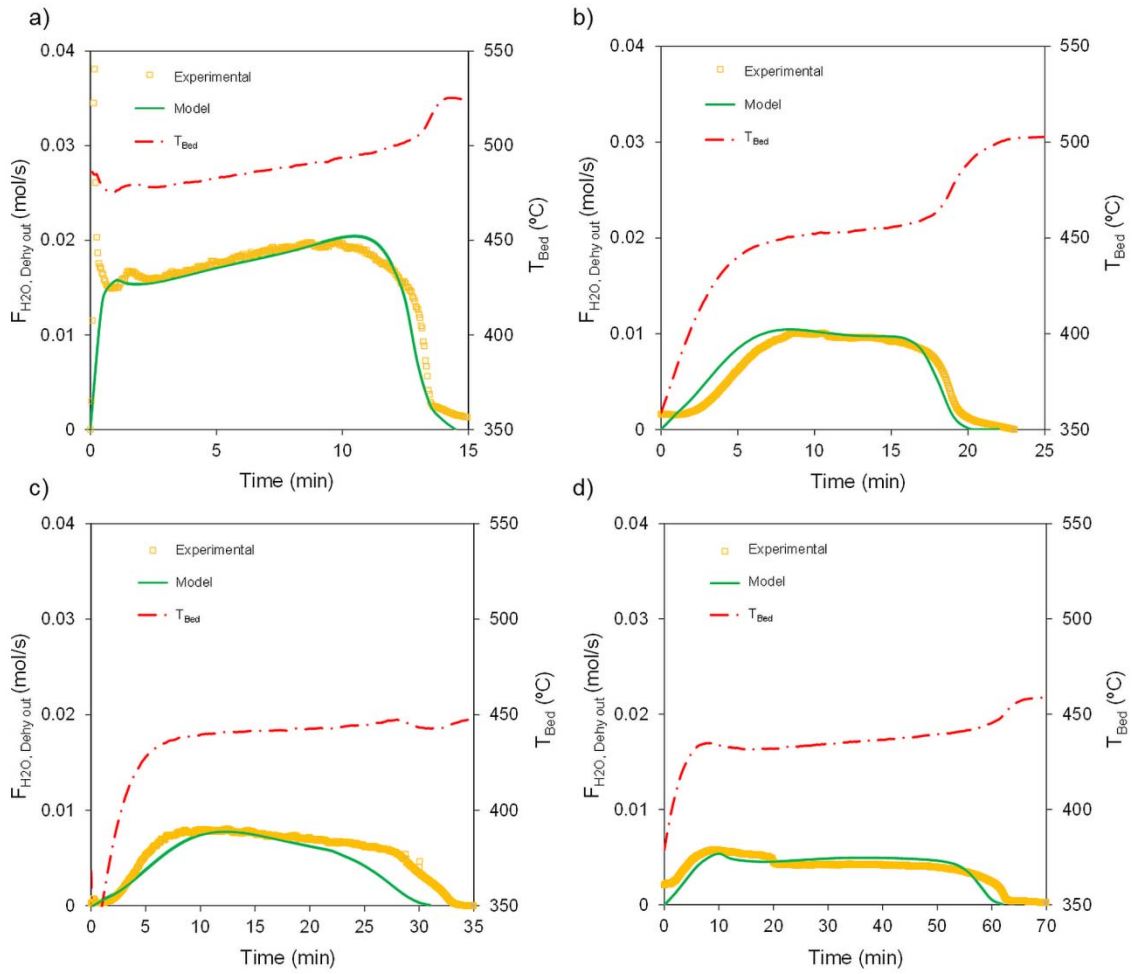 a)
0.04
0.03
0.02
0.01
0
550
500
450
400
350
0
5
10
15
Experimental
Model
T_Bed
F_H2O, Dehy out (mol/s)
T_Bed (ºC)
Time (min)
b)
0.04
0.03
0.02
0.01
0
550
500
450
400
350
0
5
10
15
20
25
Experimental
Model
T_Bed
F_H2O, Dehy out (mol/s)
T_Bed (ºC)
Time (min)
c)
0.04
0.03
0.02
0.01
0
550
500
450
400
350
0
5
10
15
20
25
30
35
Experimental
Model
T_Bed
F_H2O, Dehy out (mol/s)
T_Bed (ºC)
Time (min)
d)
0.04
0.03
0.02
0.01
0
550
500
450
400
350
0
10
20
30
40
50
60
70
Experimental
Model
T_Bed
F_H2O, Dehy out (mol/s)
T_Bed (ºC)
Time (min)